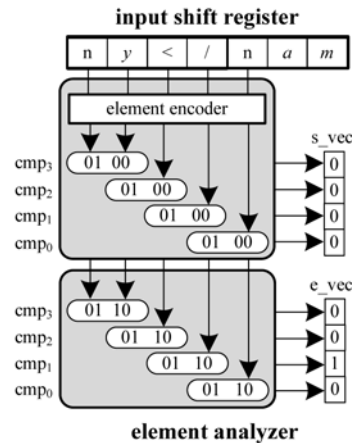 input shift register
n y < / n a m
element encoder
s_vec
cmp3 01 00 0
cmp2 01 00 0
cmp1 01 00 0
cmp0 01 00 0
e_vec
cmp3 01 10 0
cmp2 01 10 0
cmp1 01 10 1
cmp0 01 10 0
element analyzer